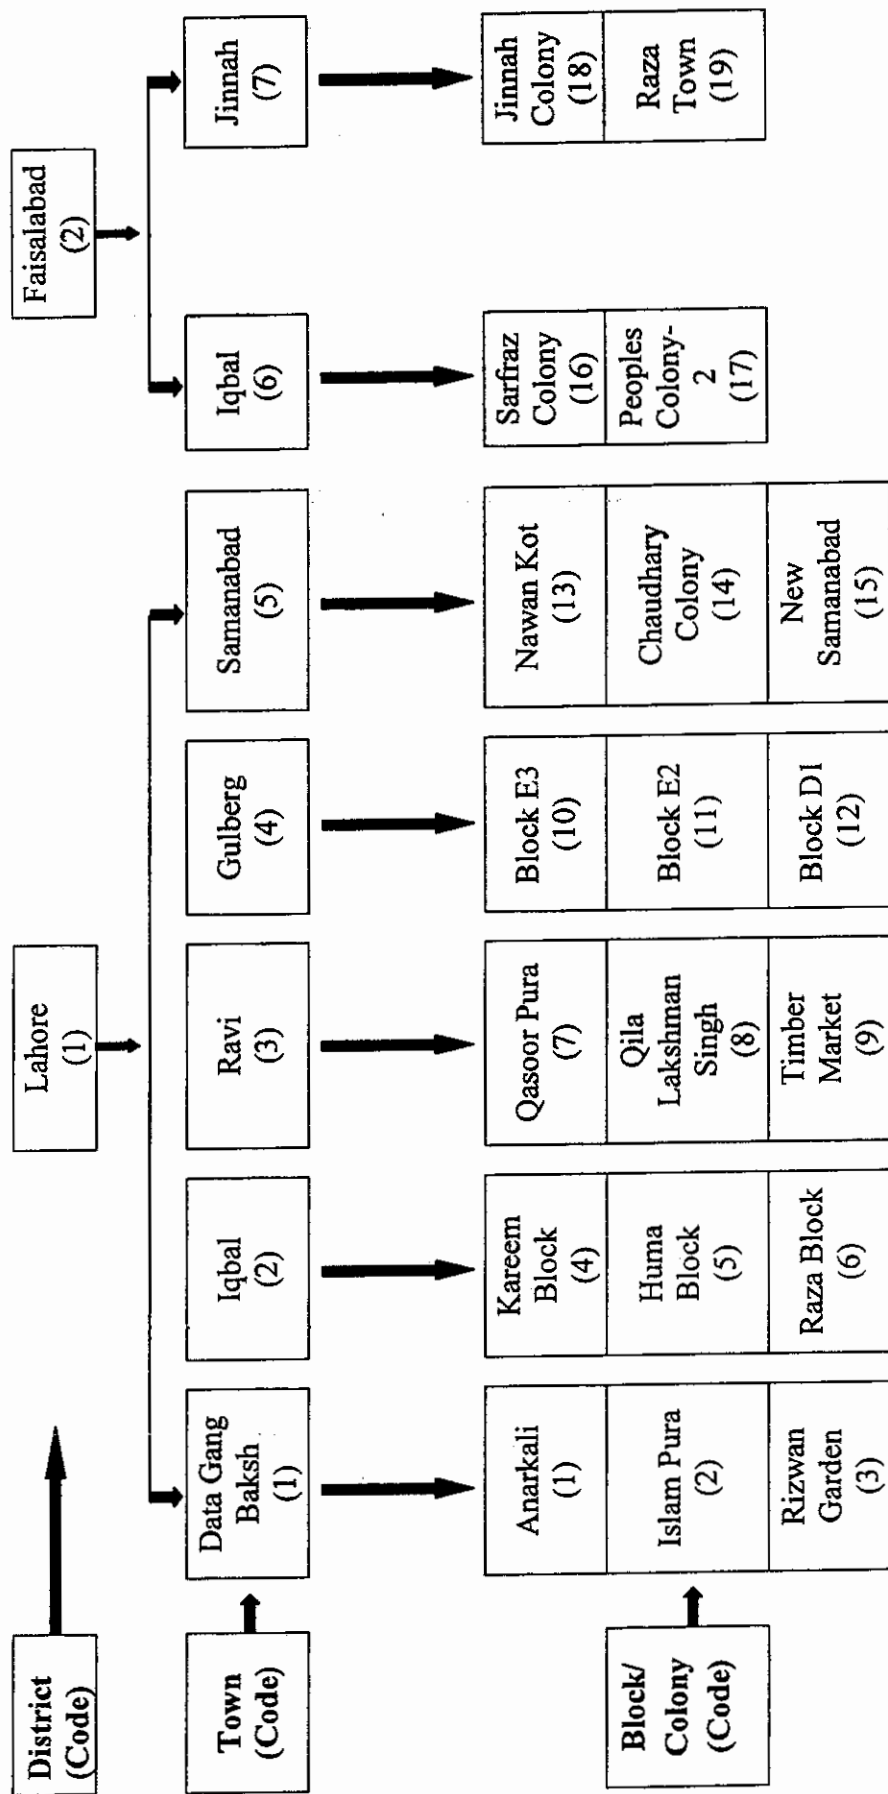 District
(Code)
Lahore
(1)
Faisalabad
(2)
Town
(Code)
Data Gang
Baksh
(1)
Iqbal
(2)
Ravi
(3)
Gulberg
(4)
Samanabad
(5)
Iqbal
(6)
Jinnah
(7)
Block/
Colony
(Code)
Anarkali
(1)
Islam Pura
(2)
Rizwan
Garden
(3)
Kareem
Block
(4)
Huma
Block
(5)
Raza Block
(6)
Qasoor Pura
(7)
Qila
Lakshman
Singh
(8)
Timber
Market
(9)
Block E3
(10)
Block E2
(11)
Block D1
(12)
Nawan Kot
(13)
Chaudhary
Colony
(14)
New
Samanabad
(15)
Sarfraz
Colony
(16)
Peoples
Colony-
2
(17)
Jinnah
Colony
(18)
Raza
Town
(19)